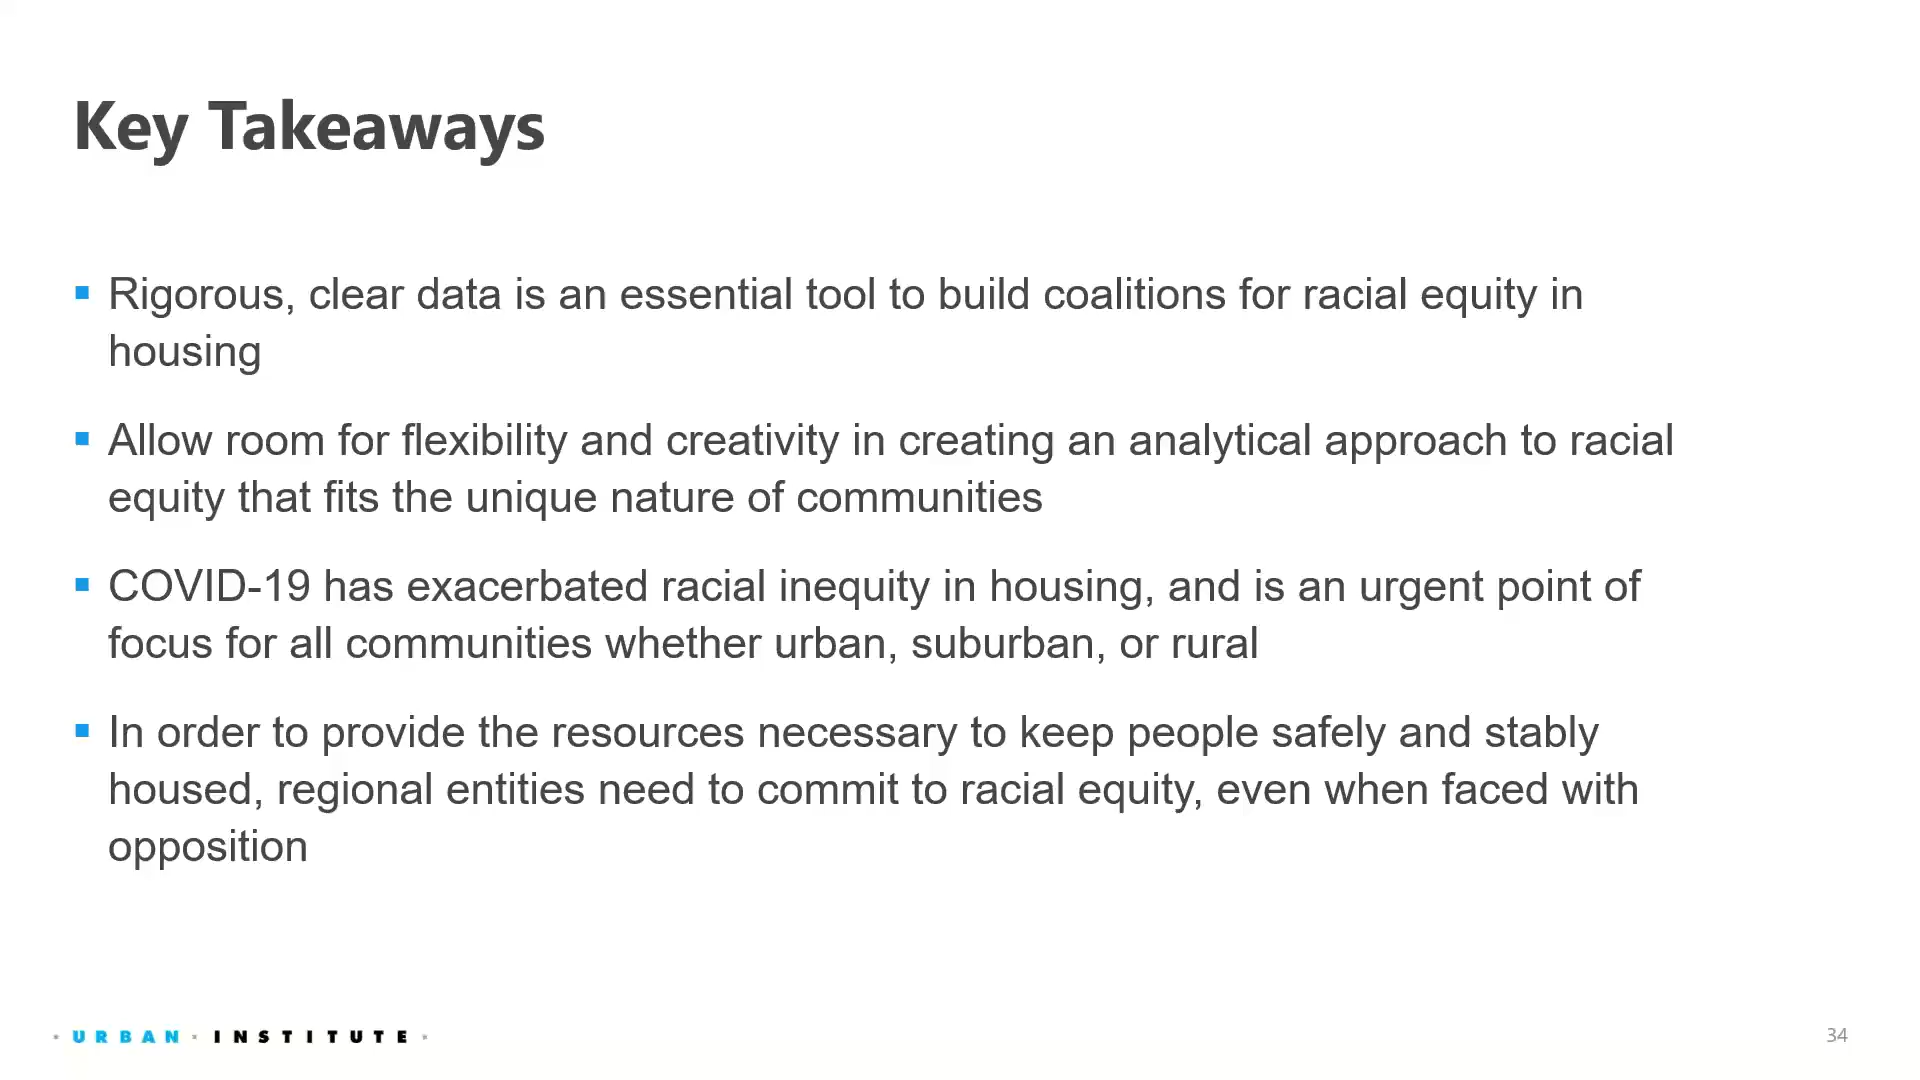 Key Takeaways
▪ Rigorous, clear data is an essential tool to build coalitions for racial equity in
housing
▪ Allow room for flexibility and creativity in creating an analytical approach to racial
equity that fits the unique nature of communities
▪ COVID-19 has exacerbated racial inequity in housing, and is an urgent point of
focus for all communities whether urban, suburban, or rural
▪ In order to provide the resources necessary to keep people safely and stably
housed, regional entities need to commit to racial equity, even when faced with
opposition
· URBAN · INSTITUTE ·
34